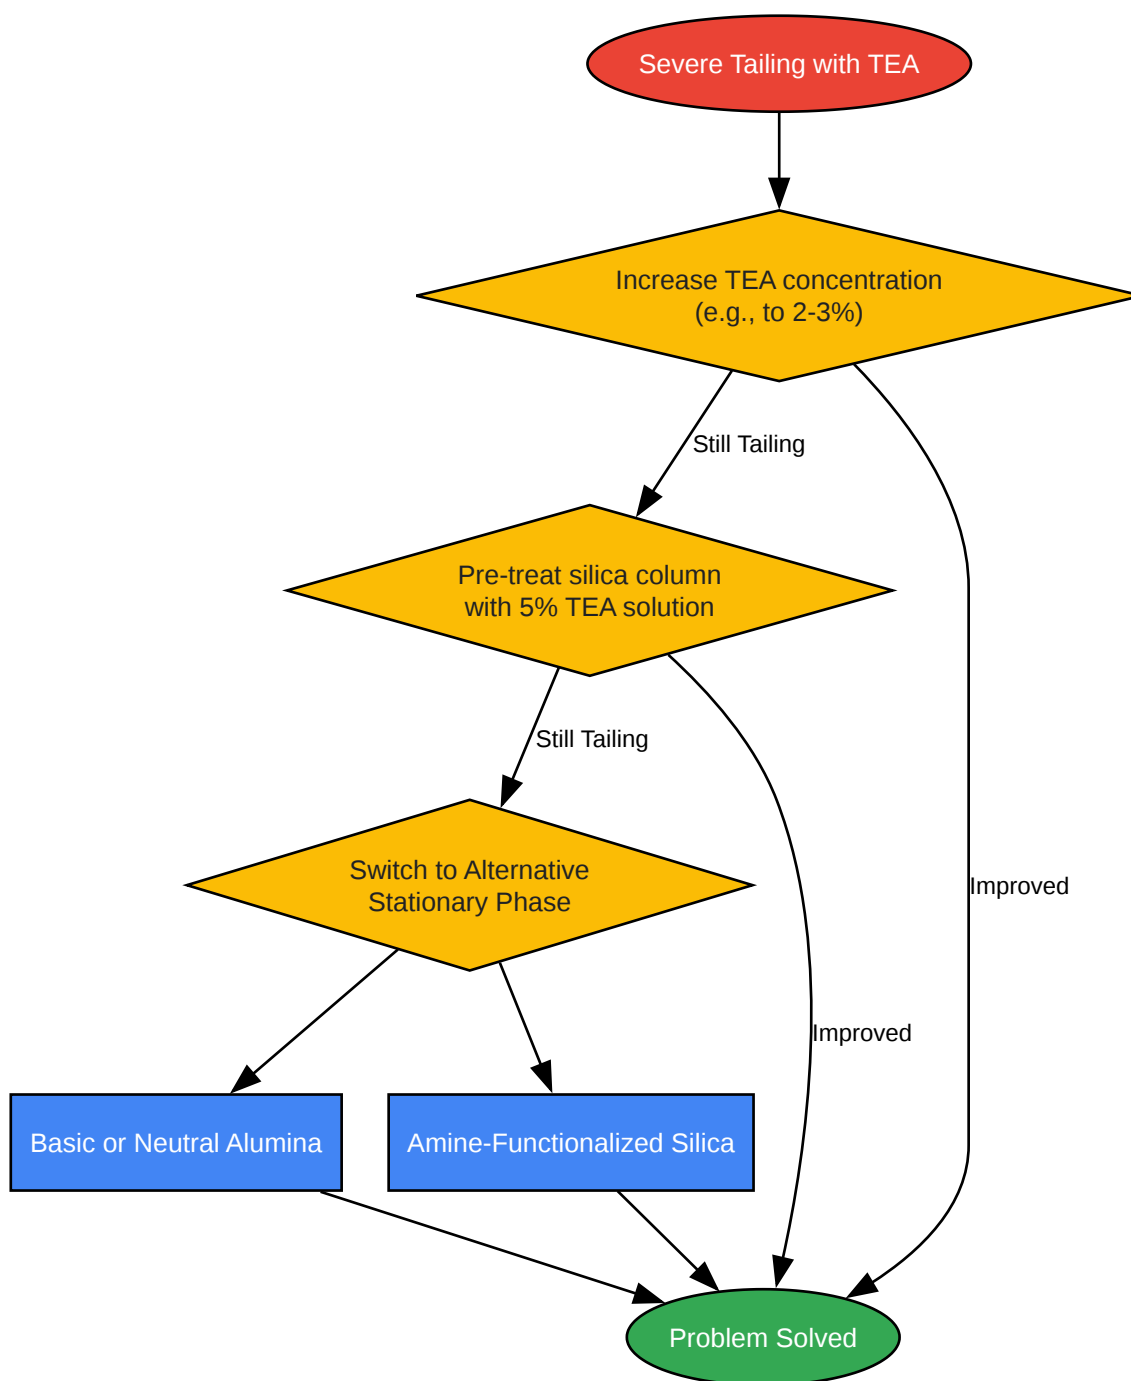 Severe Tailing with TEA
Increase TEA concentration
(e.g., to 2-3%)
Still Tailing
Pre-treat silica column
with 5% TEA solution
Still Tailing
Switch to Alternative
Stationary Phase
Improved
Improved
Basic or Neutral Alumina
Amine-Functionalized Silica
Problem Solved